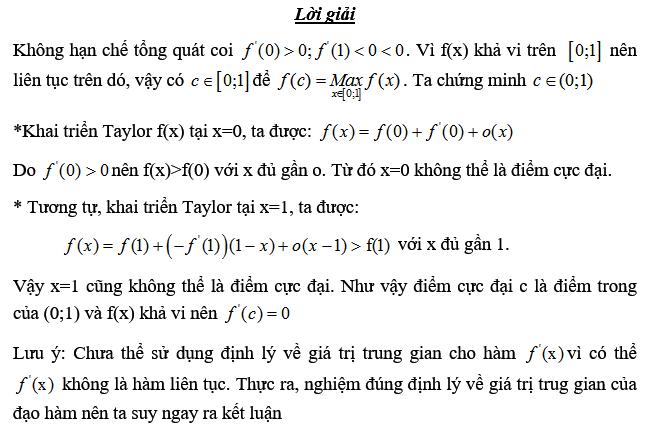 Lời giải
Không hạn chế tổng quát coi f'(0) > 0; f'(1) < 0 < 0. Vì f(x) khả vi trên [0;1] nên
liên tục trên dó, vậy có c ∈ [0;1] để f(c) = Max f(x). Ta chứng minh c ∈ (0;1)
x∈[0;1]
*Khai triển Taylor f(x) tại x=0, ta được: f(x) = f(0) + f'(0) + o(x)
Do f'(0) > 0 nên f(x)>f(0) với x đủ gần o. Từ đó x=0 không thể là điểm cực đại.
* Tương tự, khai triển Taylor tại x=1, ta được:
f(x) = f(1) + (−f'(1))(1 − x) + o(x − 1) > f(1) với x đủ gần 1.
Vậy x=1 cũng không thể là điểm cực đại. Như vậy điểm cực đại c là điểm trong
của (0;1) và f(x) khả vi nên f'(c) = 0
Lưu ý: Chưa thể sử dụng định lý về giá trị trung gian cho hàm f'(x) vì có thể
f'(x) không là hàm liên tục. Thực ra, nghiệm đúng định lý về giá trị trug gian của
đạo hàm nên ta suy ngay ra kết luận